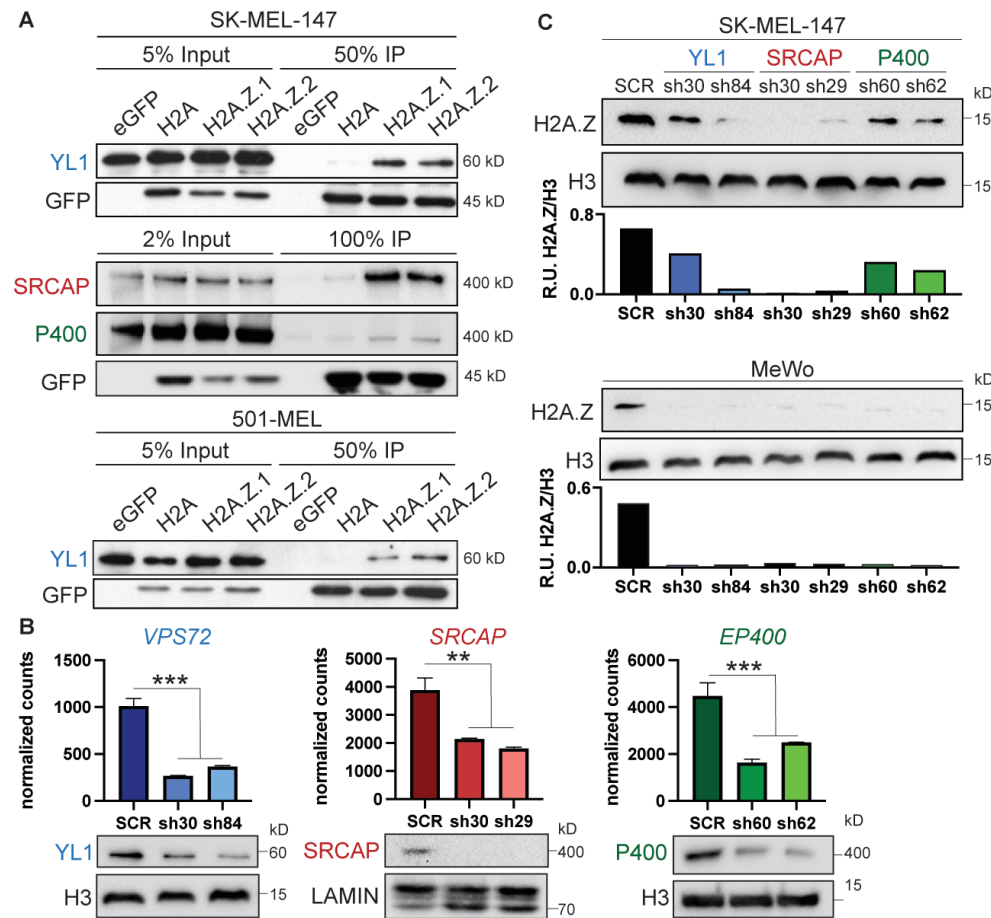 A
SK-MEL-147
5% Input 50% IP
eGFP H2A H2A.Z.1 H2A.Z.2 eGFP H2A H2A.Z.1 H2A.Z.2
YL1 60 kD
GFP 45 kD
2% Input 100% IP
SRCAP 400 kD
P400 400 kD
GFP 45 kD
501-MEL
5% Input 50% IP
eGFP H2A H2A.Z.1 H2A.Z.2 eGFP H2A H2A.Z.1 H2A.Z.2
YL1 60 kD
GFP
B
VPS72
normalized counts
1500
1000
500
0
***
SCR sh30 sh84
kD
YL1 60
H3 15
SRCAP
normalized counts
5000
4000
3000
2000
1000
0
**
SCR sh30 sh29
kD
SRCAP 400
LAMIN 70
EP400
normalized counts
6000
4000
2000
0
***
SCR sh60 sh62
kD
P400 400
H3 15
C
SK-MEL-147
YL1 SRCAP P400
SCR sh30 sh84 sh30 sh29 sh60 sh62
kD
H2A.Z 15
H3 15
R.U. H2A.Z/H3
0.8
0.0
SCR sh30 sh84 sh30 sh29 sh60 sh62
MeWo
kD
H2A.Z 15
H3 15
R.U. H2A.Z/H3
0.6
0.0
SCR sh30 sh84 sh30 sh29 sh60 sh62